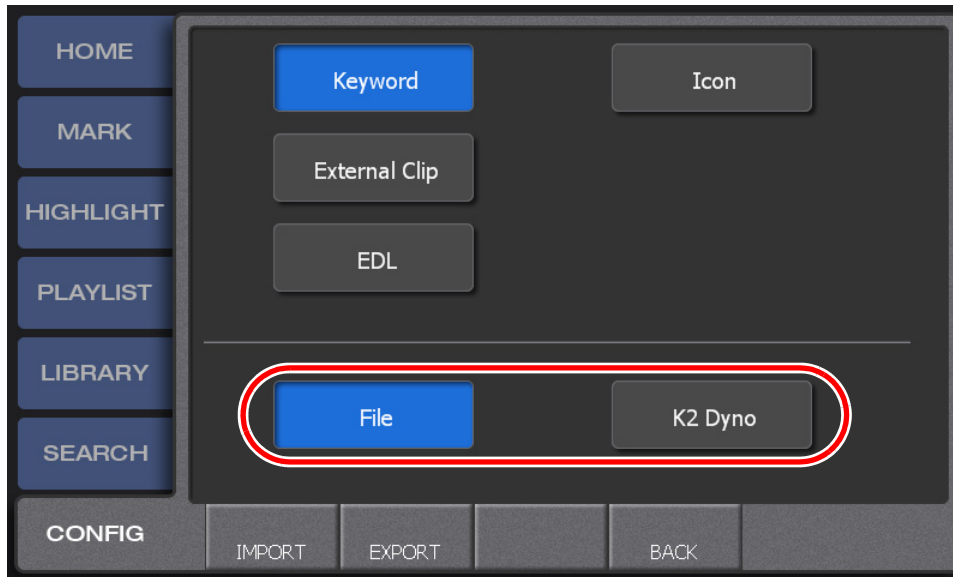 HOME
MARK
HIGHLIGHT
PLAYLIST
LIBRARY
SEARCH
CONFIG
Keyword
Icon
External Clip
EDL
File
K2 Dyno
IMPORT
EXPORT
BACK